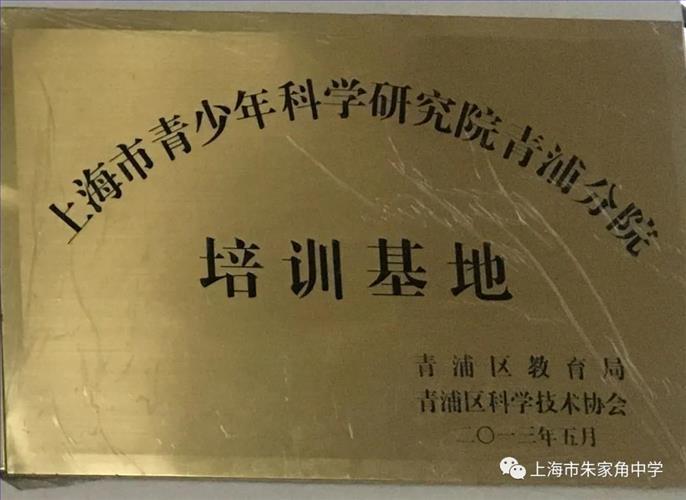 上海市青少年科学研究院青浦分院
培训基地
青浦区教育局
青浦区科学技术协会
二〇一三年五月
上海市朱家角中学